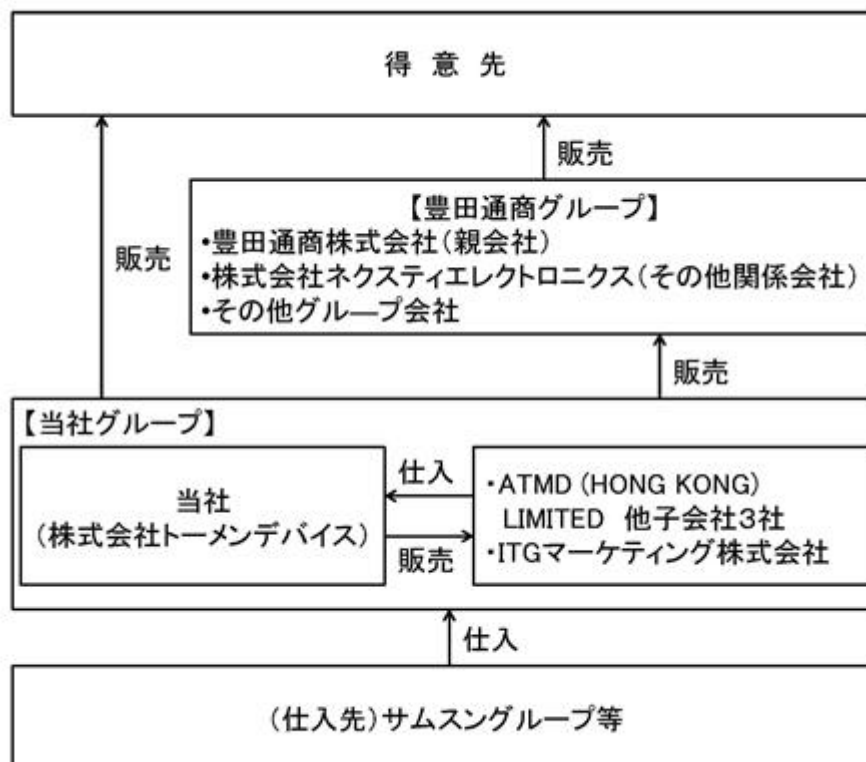 得 意 先
販売
【豊田通商グループ】
・豊田通商株式会社(親会社)
・株式会社ネクスティエレクトロニクス(その他関係会社)
・その他グル―プ会社
販売
販売
【当社グループ】
当社
(株式会社トーメンデバイス)
仕入
販売
・ATMD (HONG KONG)
LIMITED 他子会社3社
・ITGマーケティング株式会社
仕入
(仕入先)サムスングループ等